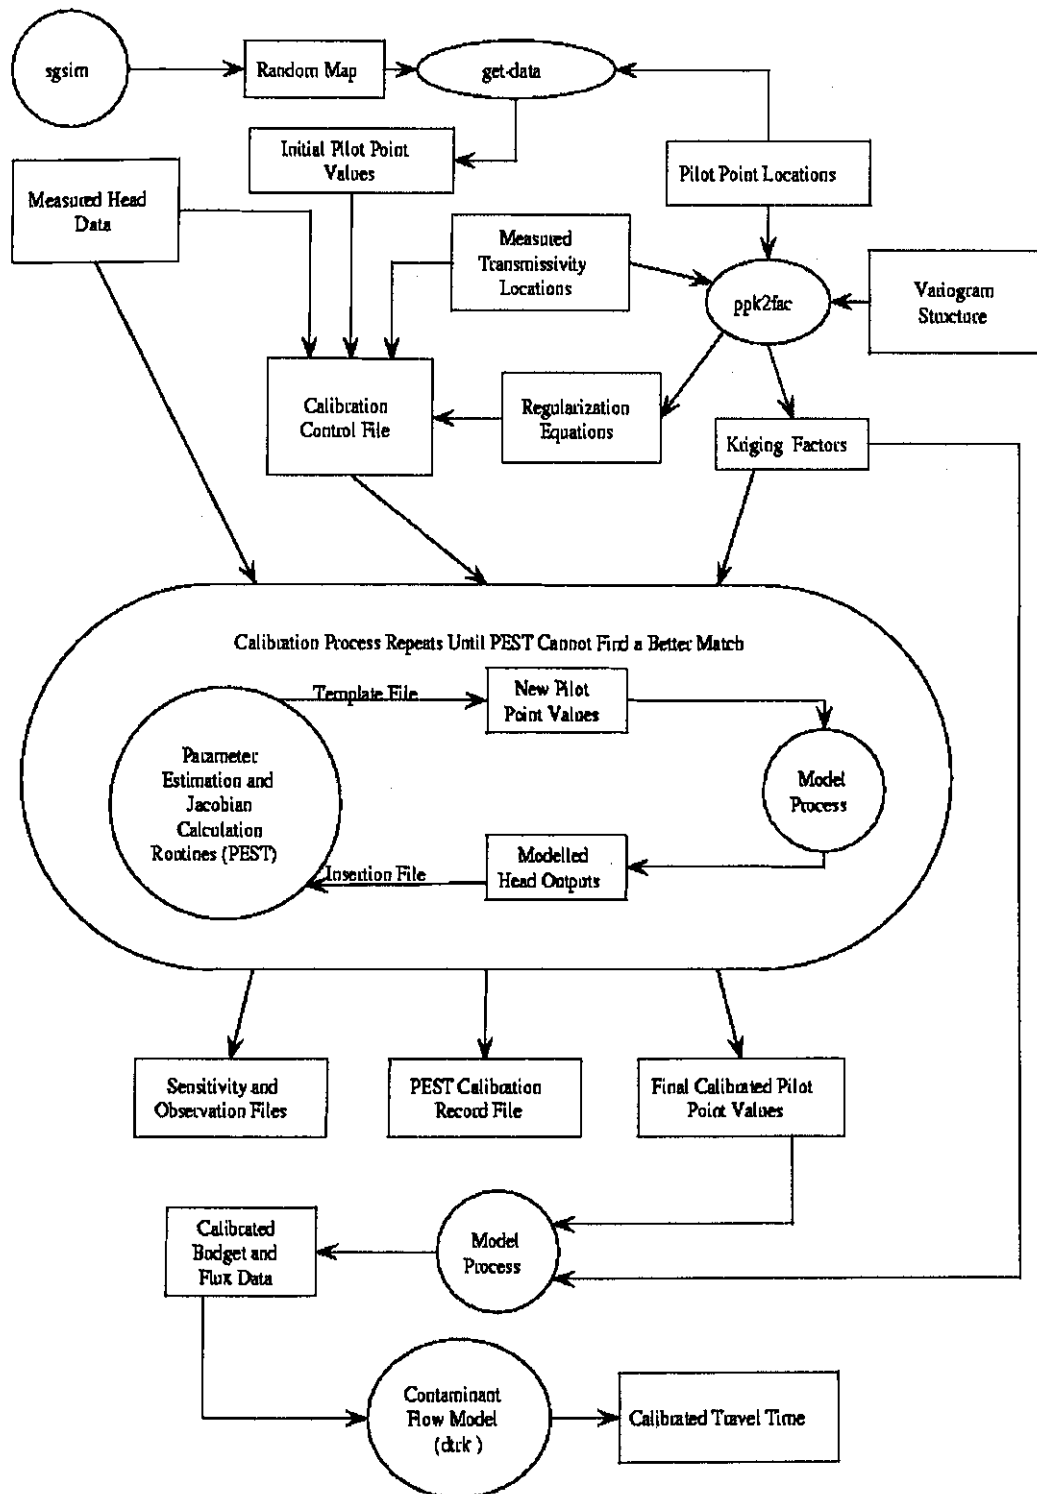 sgsim
Random Map
get-data
Initial Pilot Point
Values
Pilot Point Locations
Measured Head
Data
Measured
Transmissivity
Locations
ppk2fac
Variogram
Structure
Calibration
Control File
Regularization
Equations
Kriging Factors
Calibration Process Repeats Until PEST Cannot Find a Better Match
Template File
New Pilot
Point Values
Parameter
Estimation and
Jacobian
Calculation
Routines (PEST)
Model
Process
Modelled
Head Outputs
Insertion File
Sensitivity and
Observation Files
PEST Calibration
Record File
Final Calibrated Pilot
Point Values
Calibrated
Budget and
Flux Data
Model
Process
Contaminant
Flow Model
(dtrk )
Calibrated Travel Time